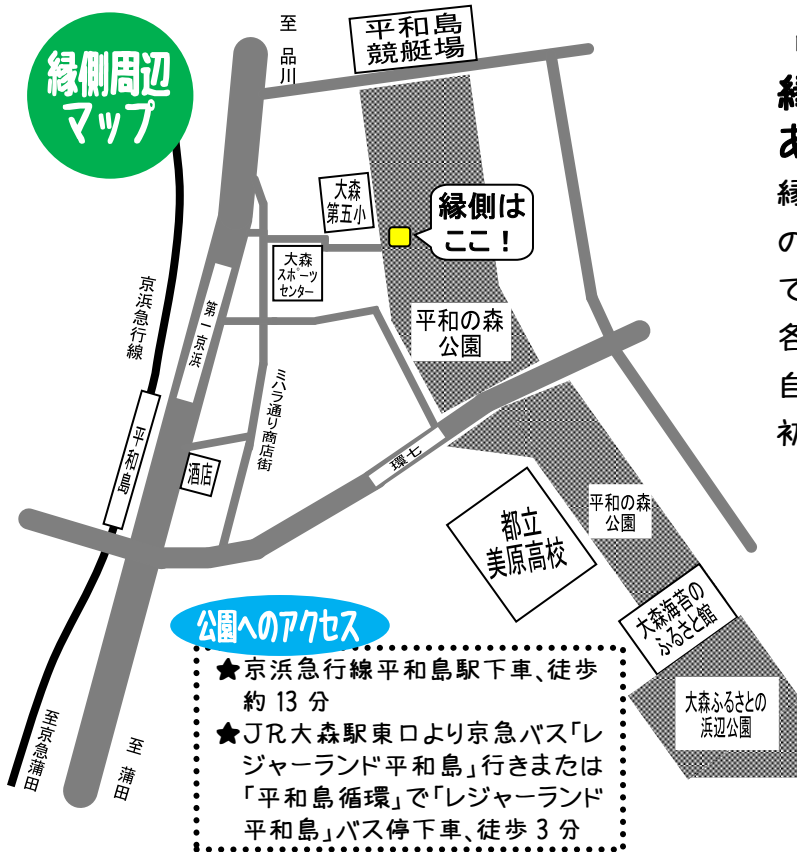 縁側周辺
マップ
至 品川
平和島
競艇場
大森
第五小
縁側は
ここ！
大森
スポーツ
センター
平和の森
公園
京浜急行線
第一京浜
ミハラ通り商店街
平和島
酒店
環七
都立
美原高校
平和の森
公園
大森海苔の
ふるさと館
大森ふるさとの
浜辺公園
至京急蒲田
至 蒲田
公園へのアクセス
★京浜急行線平和島駅下車、徒歩
約13分
★JR大森駅東口より京急バス「レ
ジャーランド平和島」行きまたは
「平和島循環」で「レジャーランド
平和島」バス停下車、徒歩3分
縁
あ
縁
の
て
各
自
初